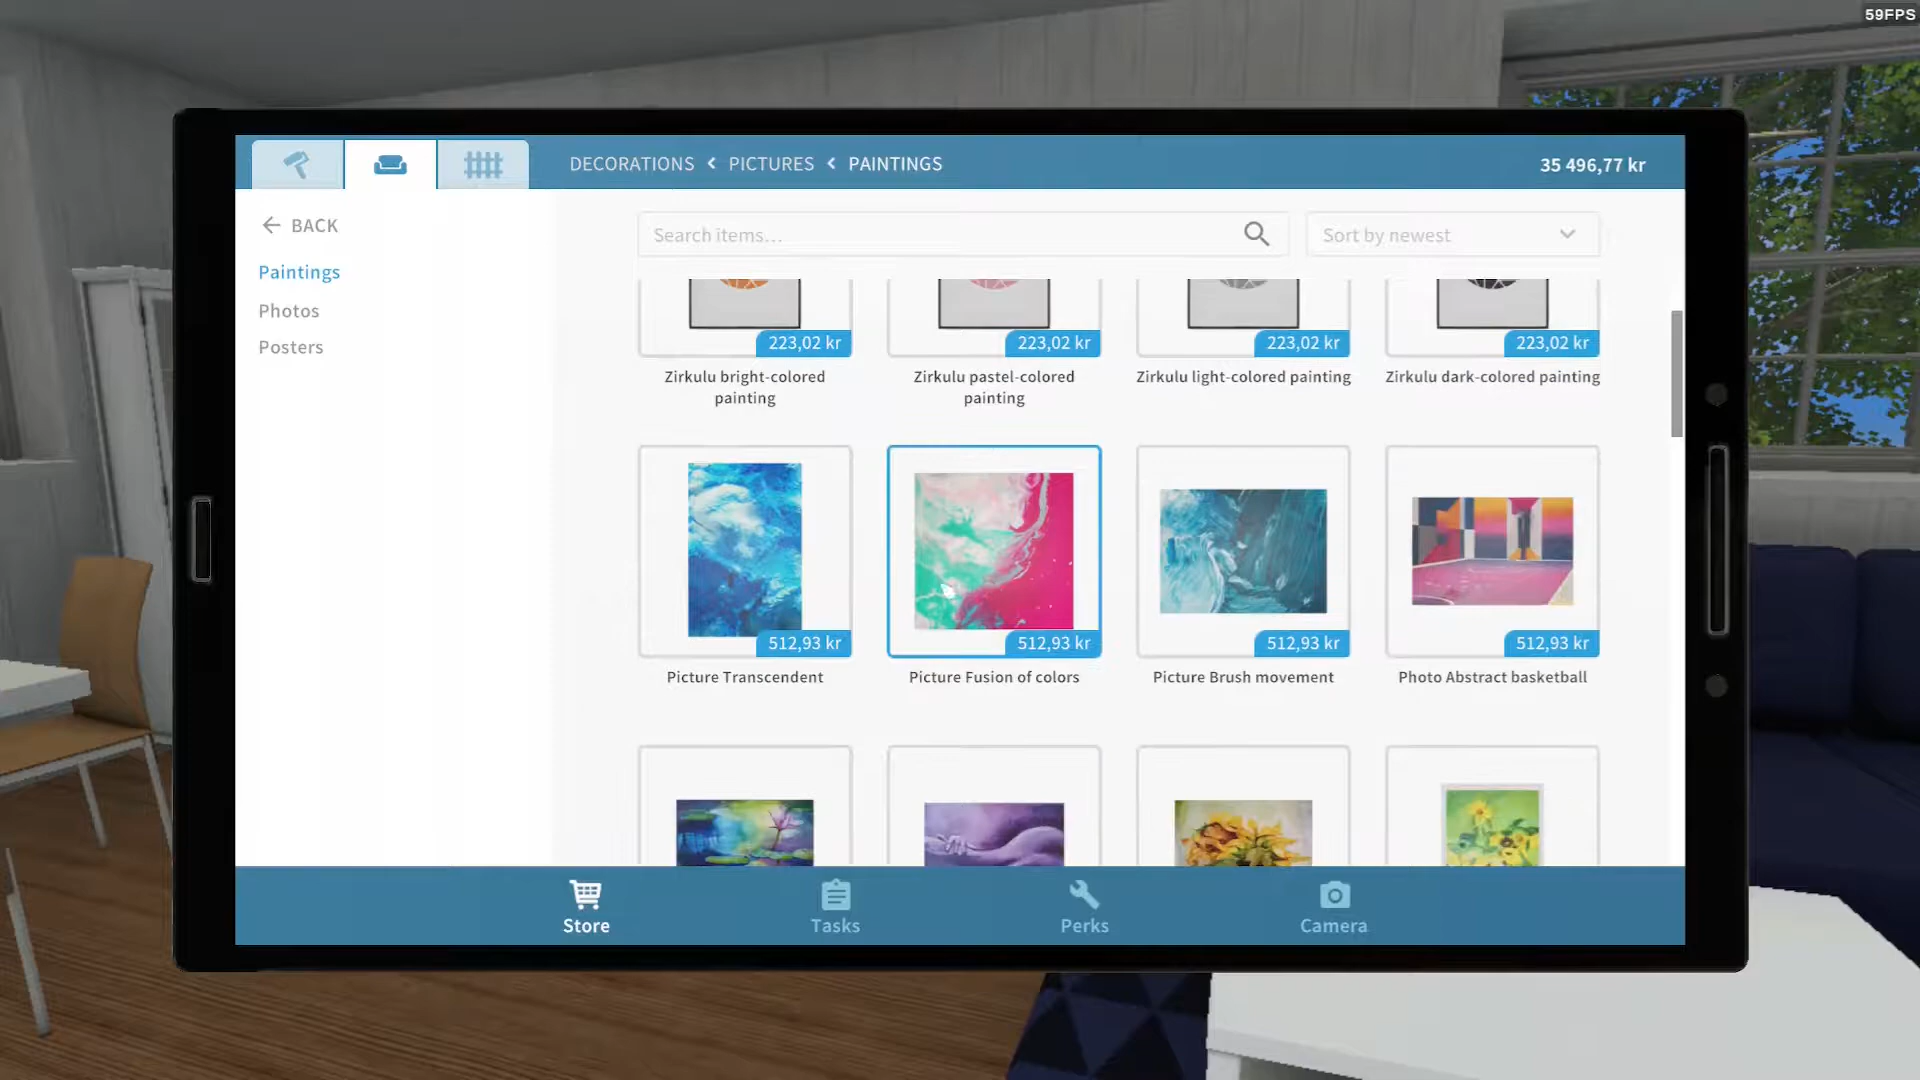 59FPS
DECORATIONS < PICTURES < PAINTINGS
35 496,77 kr
BACK
Search items...
Sort by newest
Paintings
Photos
Posters
223,02 kr
223,02 kr
223,02 kr
223,02 kr
Zirkulu bright-colored
painting
Zirkulu pastel-colored
painting
Zirkulu light-colored painting
Zirkulu dark-colored painting
512,93 kr
512,93 kr
512,93 kr
512,93 kr
Picture Transcendent
Picture Fusion of colors
Picture Brush movement
Photo Abstract basketball
Store
Tasks
Perks
Camera